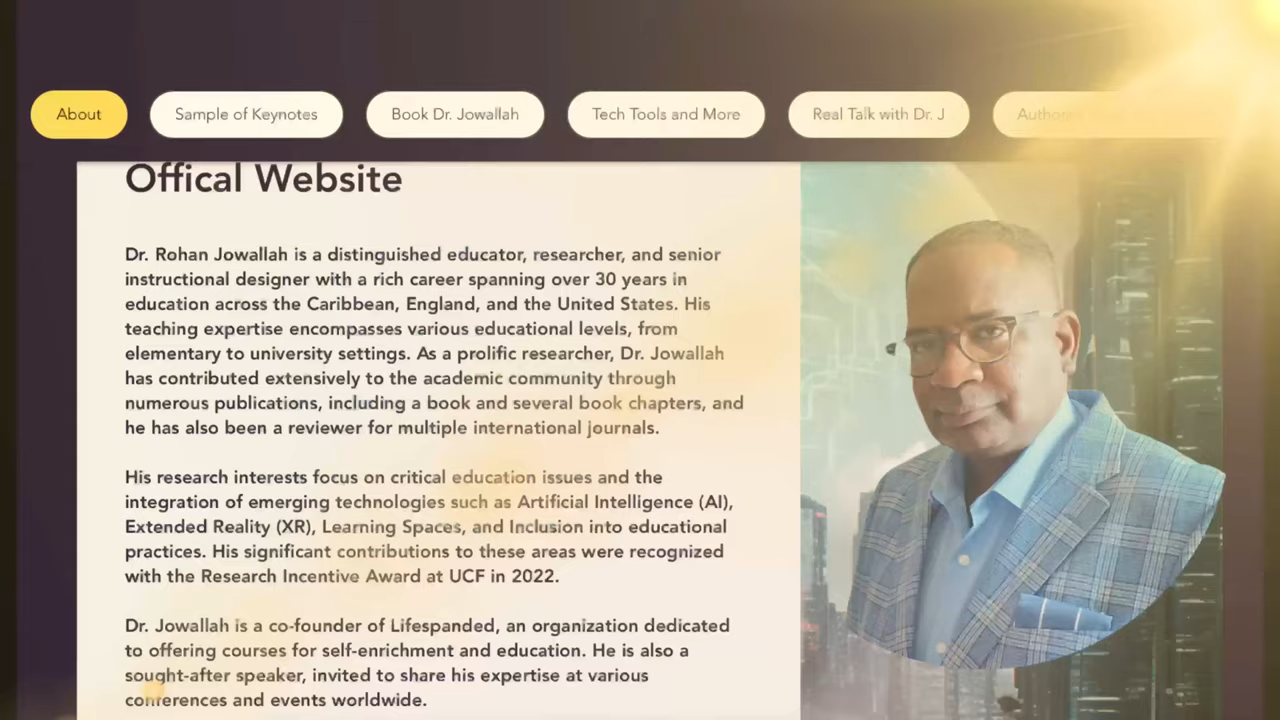 About
Sample of Keynotes
Book Dr. Jowallah
Tech Tools and More
Real Talk with Dr. J
Offical Website
Dr. Rohan Jowallah is a distinguished educator, researcher, and senior
instructional designer with a rich career spanning over 30 years in
education across the Caribbean, England, and the United States. His
teaching expertise encompasses various educational levels, from
elementary to university settings. As a prolific researcher, Dr. Jowallah
has contributed extensively to the academic community through
numerous publications, including a book and several book chapters, and
he has also been a reviewer for multiple international journals.
His research interests focus on critical education issues and the
integration of emerging technologies such as Artificial Intelligence (AI),
Extended Reality (XR), Learning Spaces, and Inclusion into educational
practices. His significant contributions to these areas were recognized
with the Research Incentive Award at UCF in 2022.
Dr. Jowallah is a co-founder of Lifespanded, an organization dedicated
to offering courses for self-enrichment and education. He is also a
sought-after speaker, invited to share his expertise at various
conferences and events worldwide.